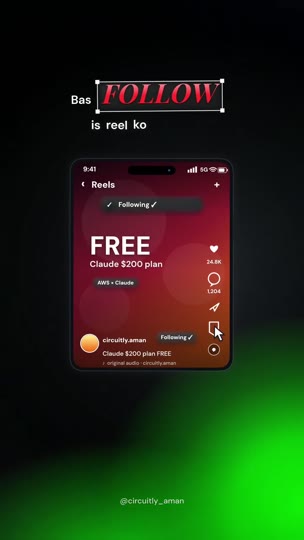 Bas FOLLOW
is reel ko
9:41 5G
Reels
✓ Following ✓
FREE
Claude $200 plan
AWS × Claude
24.8K
1,204
circuitly.aman Following ✓
Claude $200 plan FREE
♪ original audio · circuitly.aman
@circuitly_aman